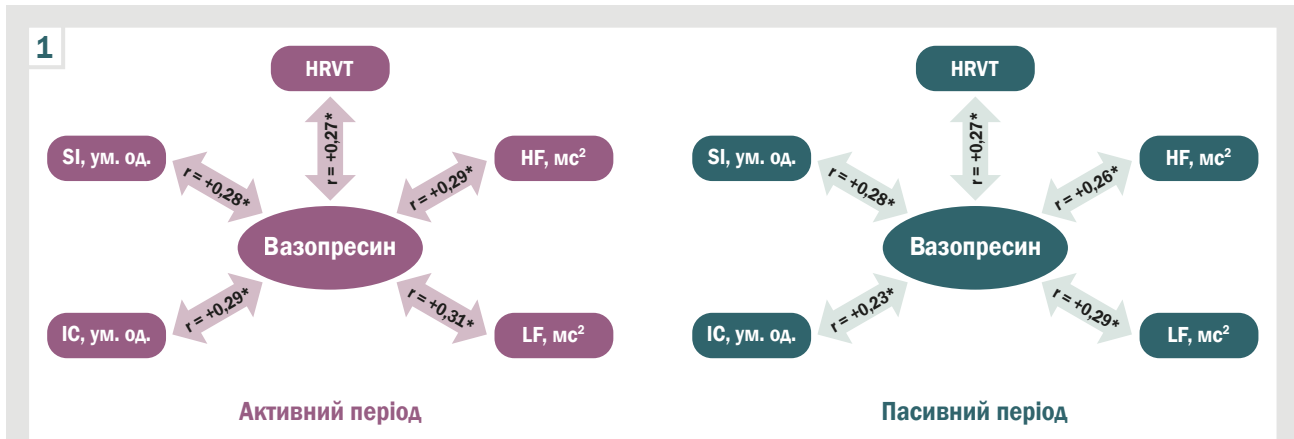 1
HRVT
SI, ум. од.
r = +0,28*
r = +0,27*
r = +0,29*
HF, мс²
Вазопресин
IC, ум. од.
r = +0,29*
r = +0,31*
LF, мс²
Активний період
HRVT
SI, ум. од.
r = +0,28*
r = +0,27*
r = +0,26*
HF, мс²
Вазопресин
IC, ум. од.
r = +0,23*
r = +0,29*
LF, мс²
Пасивний період